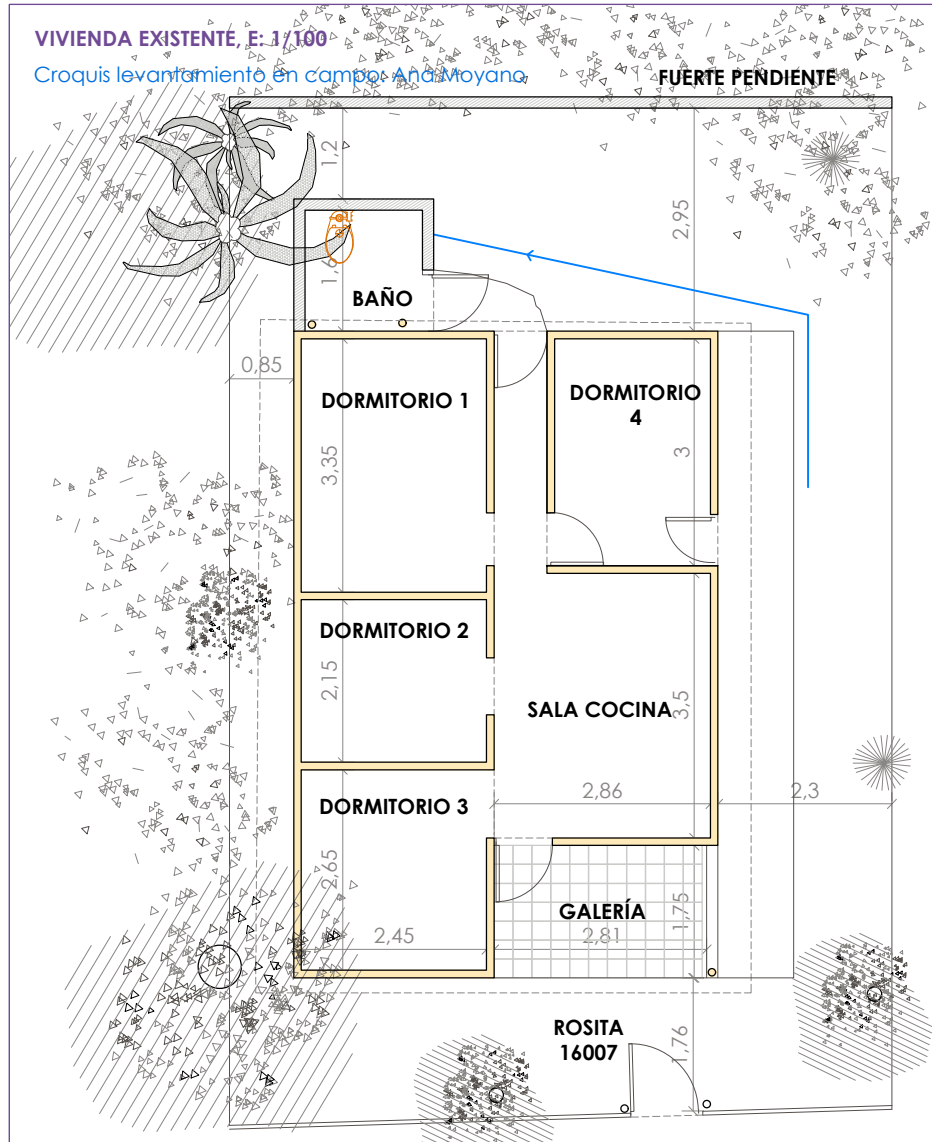 VIVIENDA EXISTENTE, E: 1/100
Croquis levantamiento en campo: Ana Moyano
FUERTE PENDIENTE
1,2
2,95
1,6
BAÑO
0,85
DORMITORIO 1
DORMITORIO
4
3,35
3
DORMITORIO 2
2,15
SALA COCINA
3,5
2,86
2,3
DORMITORIO 3
2,65
2,45
GALERÍA
1,75
2,81
ROSITA
16007
1,76